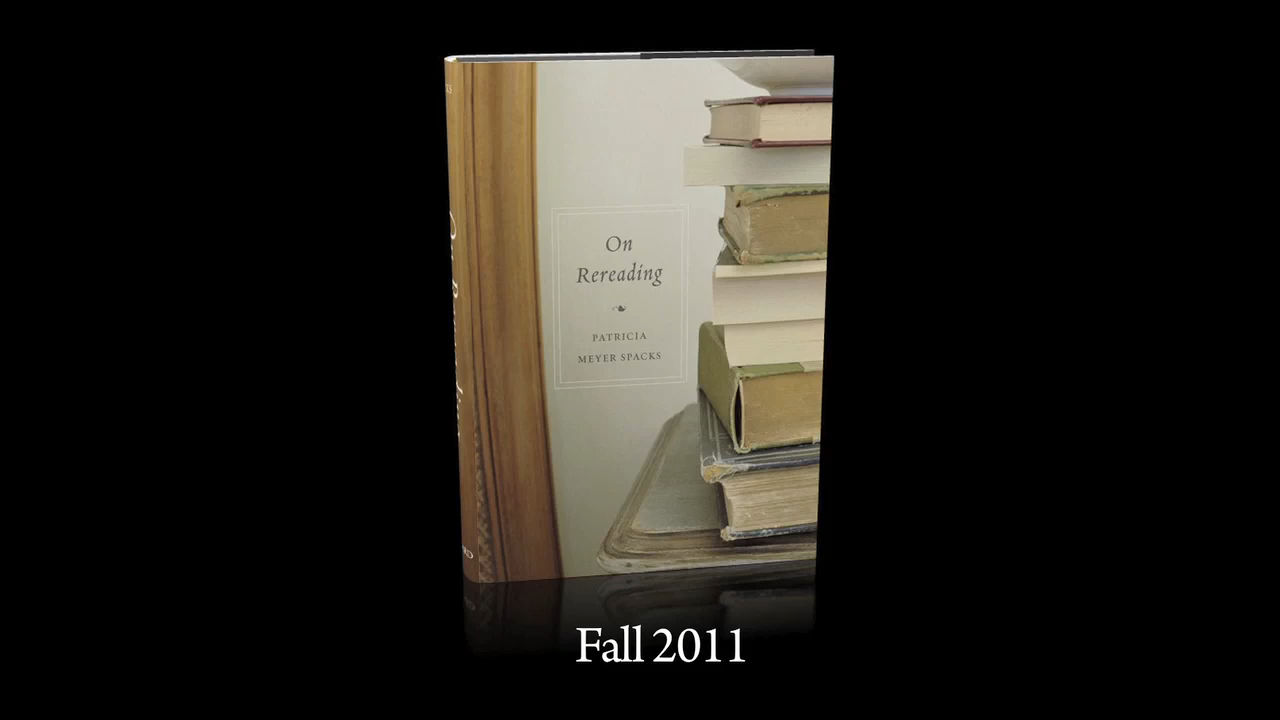 On
Rereading
PATRICIA
MEYER SPACKS
Fall 2011